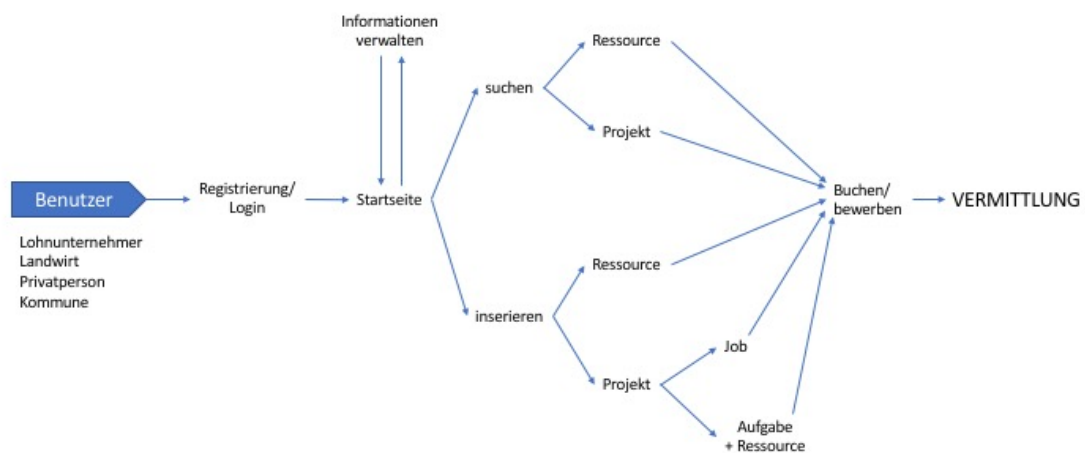 Informationen
verwalten
Ressource
suchen
Projekt
Benutzer
Registrierung/
Login
Startseite
Buchen/
bewerben
VERMITTLUNG
Lohnunternehmer
Landwirt
Privatperson
Kommune
Ressource
inserieren
Job
Projekt
Aufgabe
+ Ressource